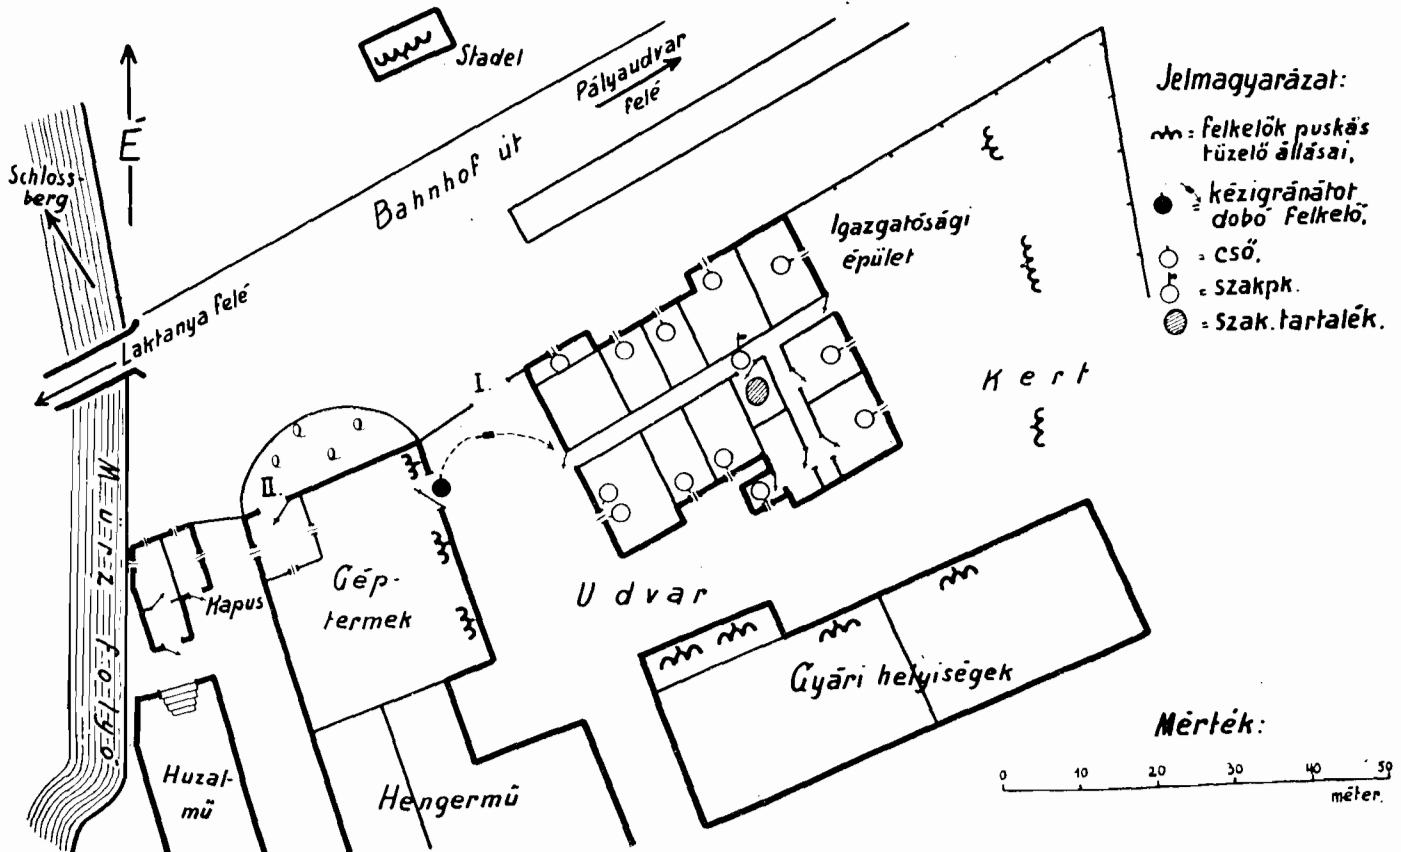 Stadel
Pályaudvar
felé
Bahnhof út
É
Schloss-
berg
Laktanya felé
Jelmagyarázat:
= felkelők puskás
tüzelő állásai,
= kézigránátot
dobó felkelő,
= cső,
= szakpk.
= szak. tartalék.
Igazgatósági
épület
Kert
I.
II.
Mürz folyó
Kapus
Gép-
termek
Udvar
Gyári helyiségek
Huzal-
mű
Hengermű
Mérték:
0 10 20 30 40 50
méter.